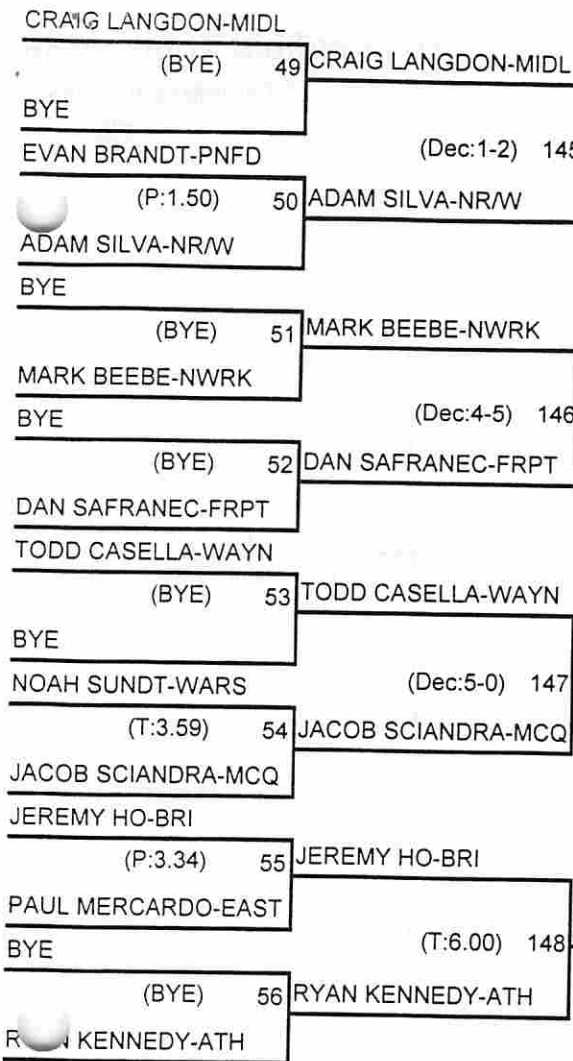 CRAIG LANGDON-MIDL
(BYE) 49 CRAIG LANGDON-MIDL
BYE
EVAN BRANDT-PNFD (Dec:1-2) 145
(P:1.50) 50 ADAM SILVA-NR/W
ADAM SILVA-NR/W
BYE
(BYE) 51 MARK BEEBE-NWRK
MARK BEEBE-NWRK
BYE (Dec:4-5) 146
(BYE) 52 DAN SAFRANEC-FRPT
DAN SAFRANEC-FRPT
TODD CASELLA-WAYN
(BYE) 53 TODD CASELLA-WAYN
BYE
NOAH SUNDT-WARS (Dec:5-0) 147
(T:3.59) 54 JACOB SCIANDRA-MCQ
JACOB SCIANDRA-MCQ
JEREMY HO-BRI
(P:3.34) 55 JEREMY HO-BRI
PAUL MERCARDO-EAST
BYE (T:6.00) 148
(BYE) 56 RYAN KENNEDY-ATH
KENNEDY-ATH